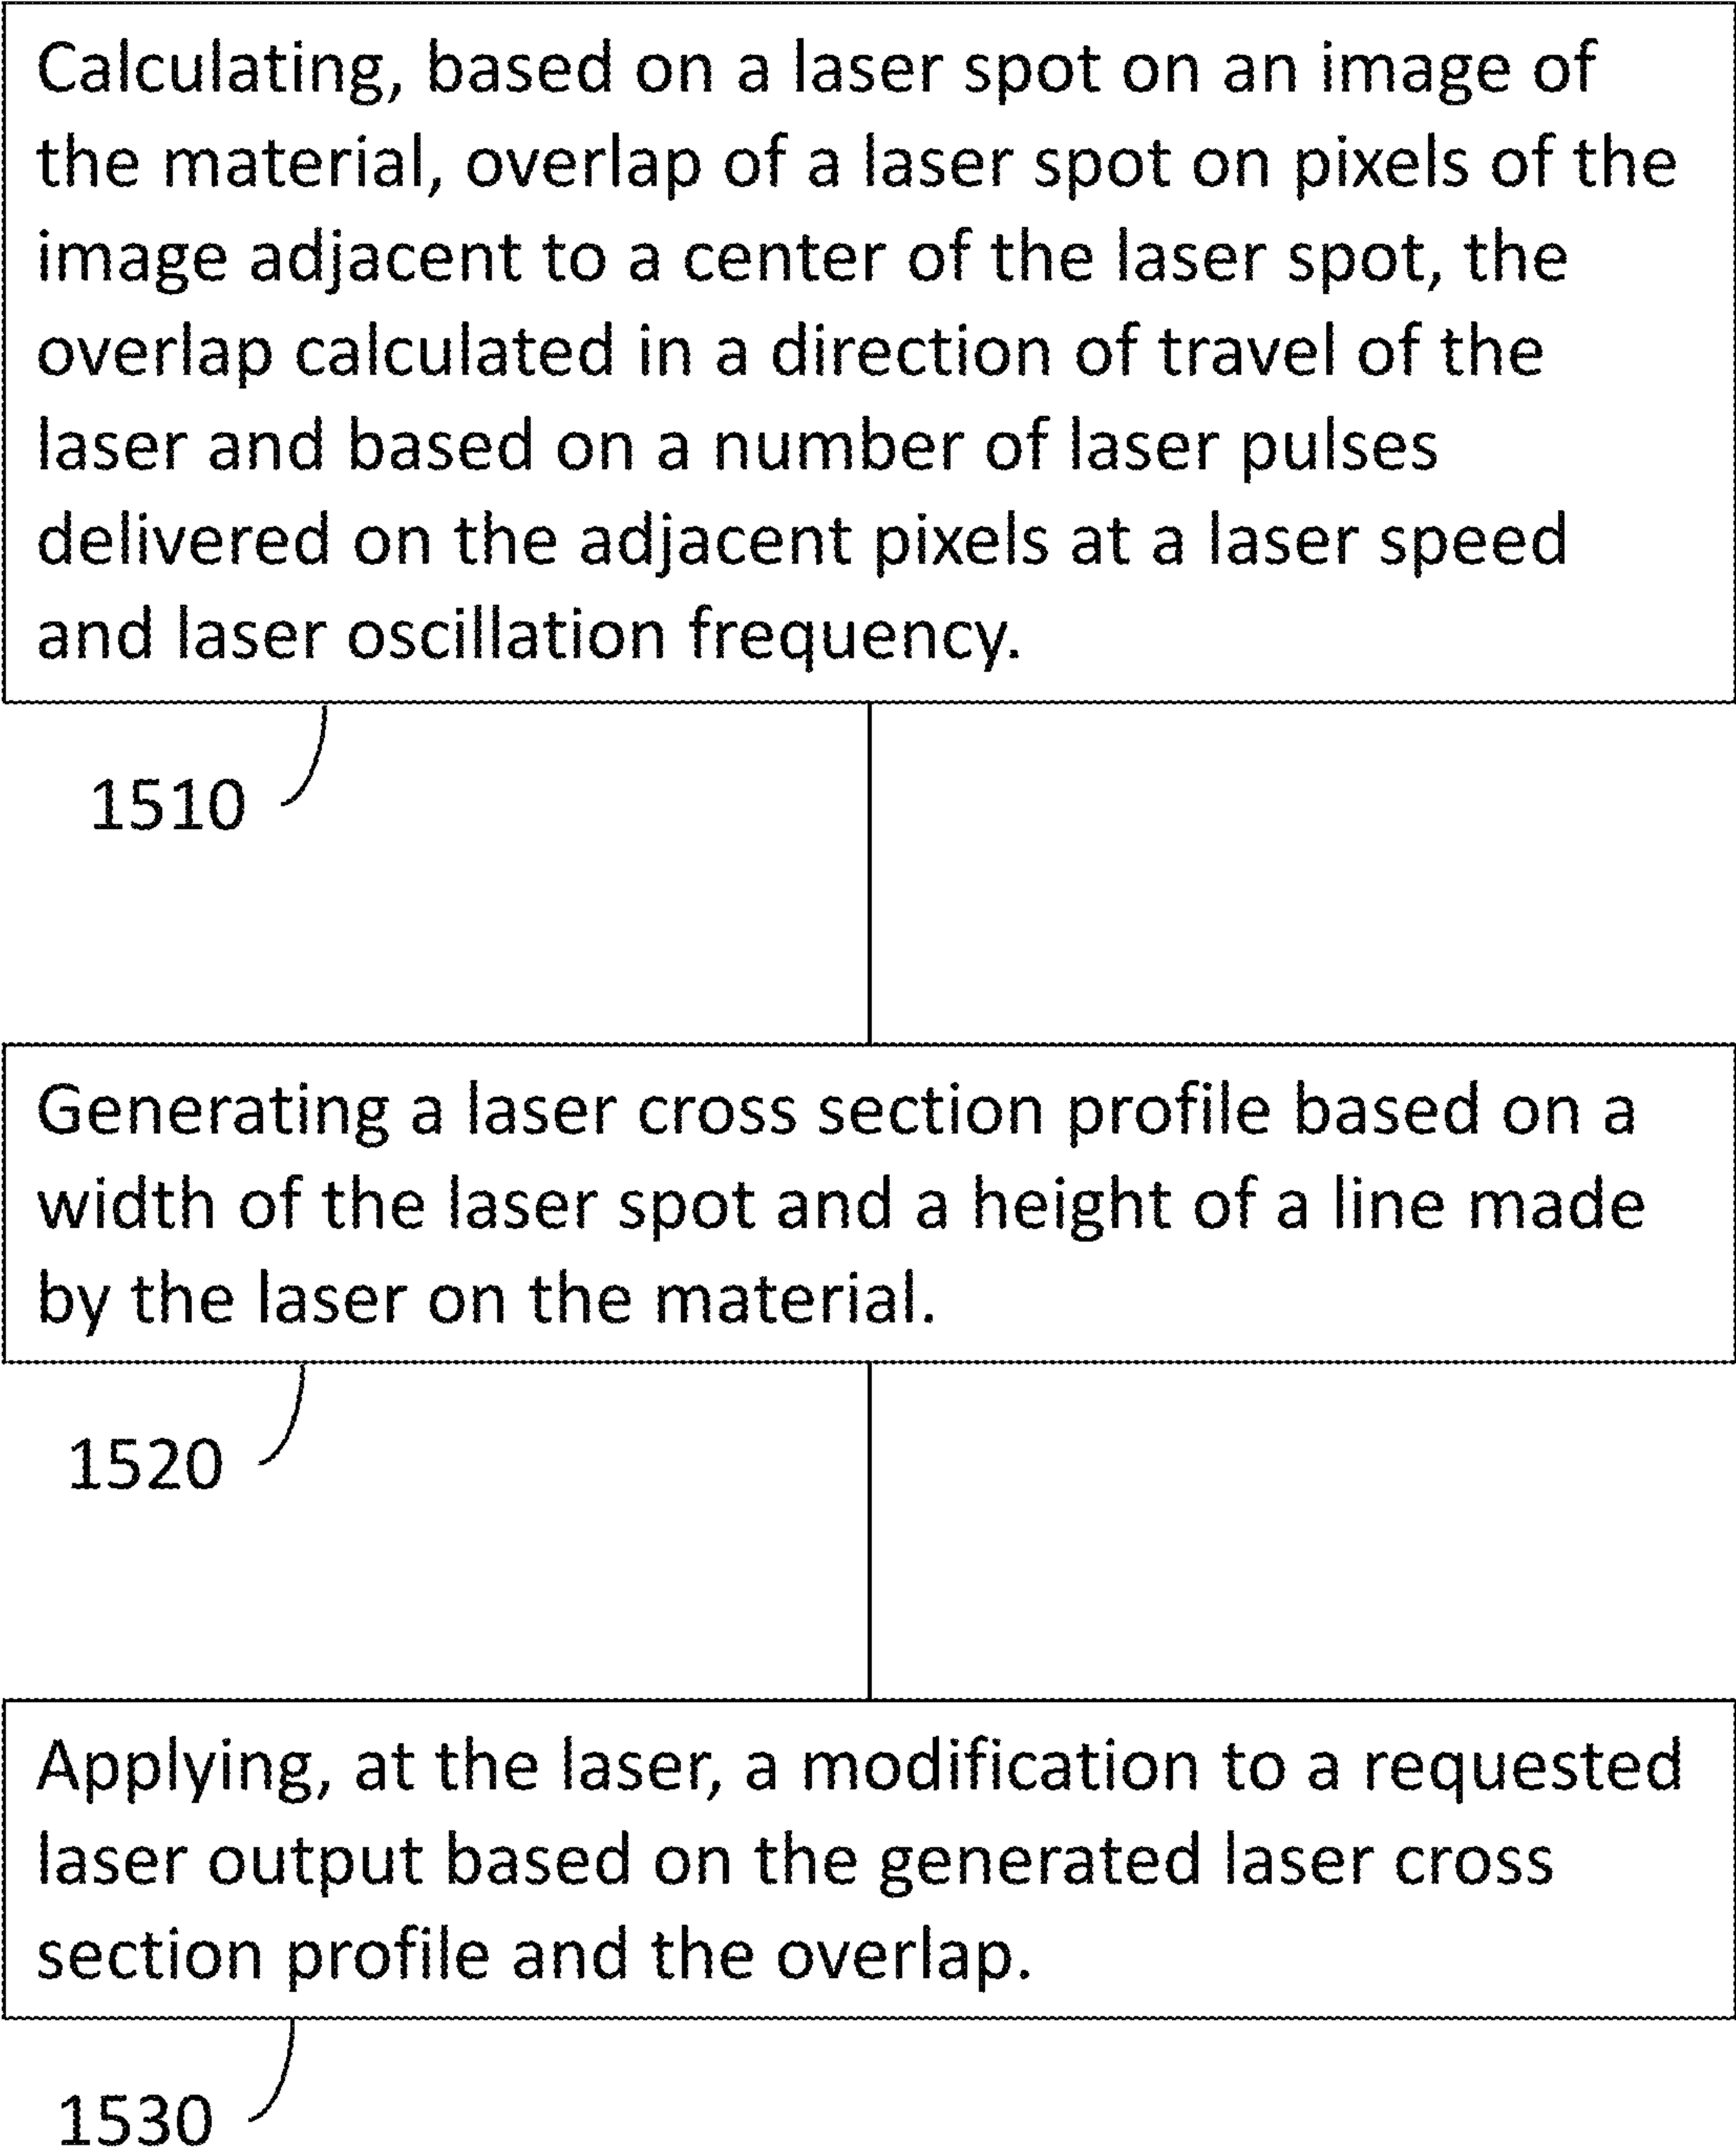 Calculating, based on a laser spot on an image of
the material, overlap of a laser spot on pixels of the
image adjacent to a center of the laser spot, the
overlap calculated in a direction of travel of the
laser and based on a number of laser pulses
delivered on the adjacent pixels at a laser speed
and laser oscillation frequency.
1510
Generating a laser cross section profile based on a
width of the laser spot and a height of a line made
by the laser on the material.
1520
Applying, at the laser, a modification to a requested
laser output based on the generated laser cross
section profile and the overlap.
1530